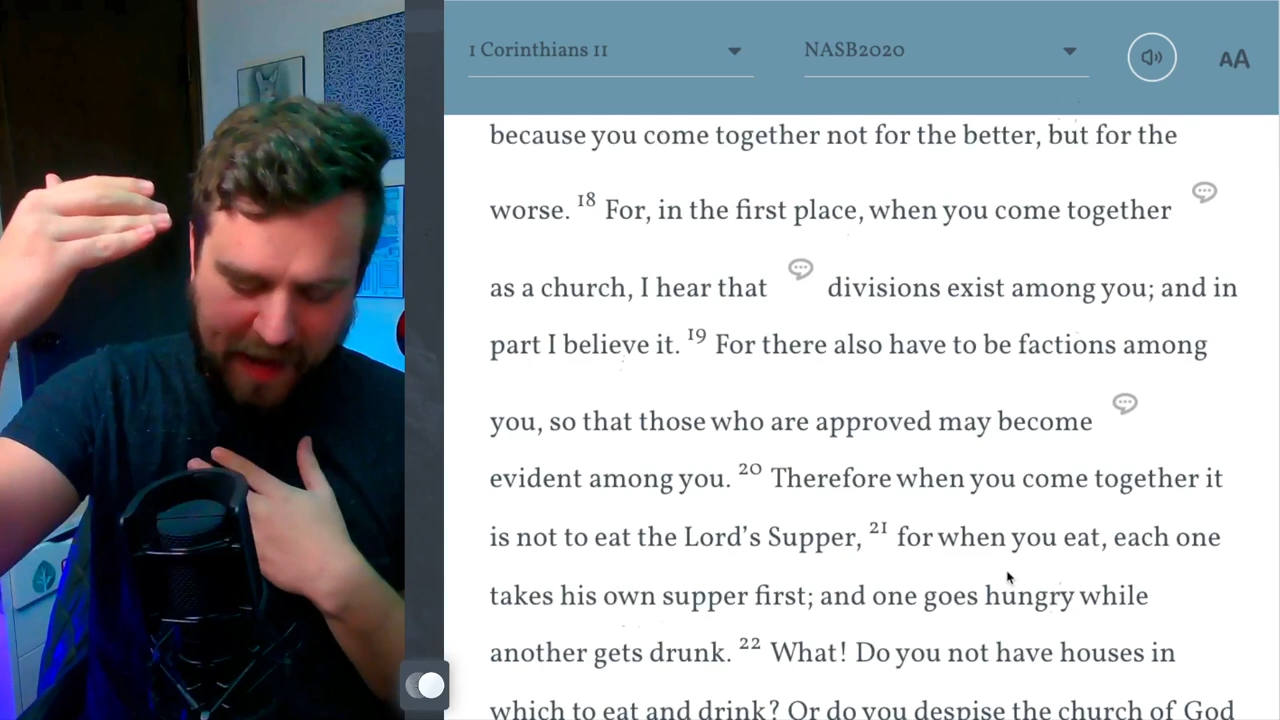 1 Corinthians 11
NASB2020
AA
because you come together not for the better, but for the
worse. 18 For, in the first place, when you come together
as a church, I hear that divisions exist among you; and in
part I believe it. 19 For there also have to be factions among
you, so that those who are approved may become
evident among you. 20 Therefore when you come together it
is not to eat the Lord’s Supper, 21 for when you eat, each one
takes his own supper first; and one goes hungry while
another gets drunk. 22 What! Do you not have houses in
which to eat and drink? Or do you despise the church of God